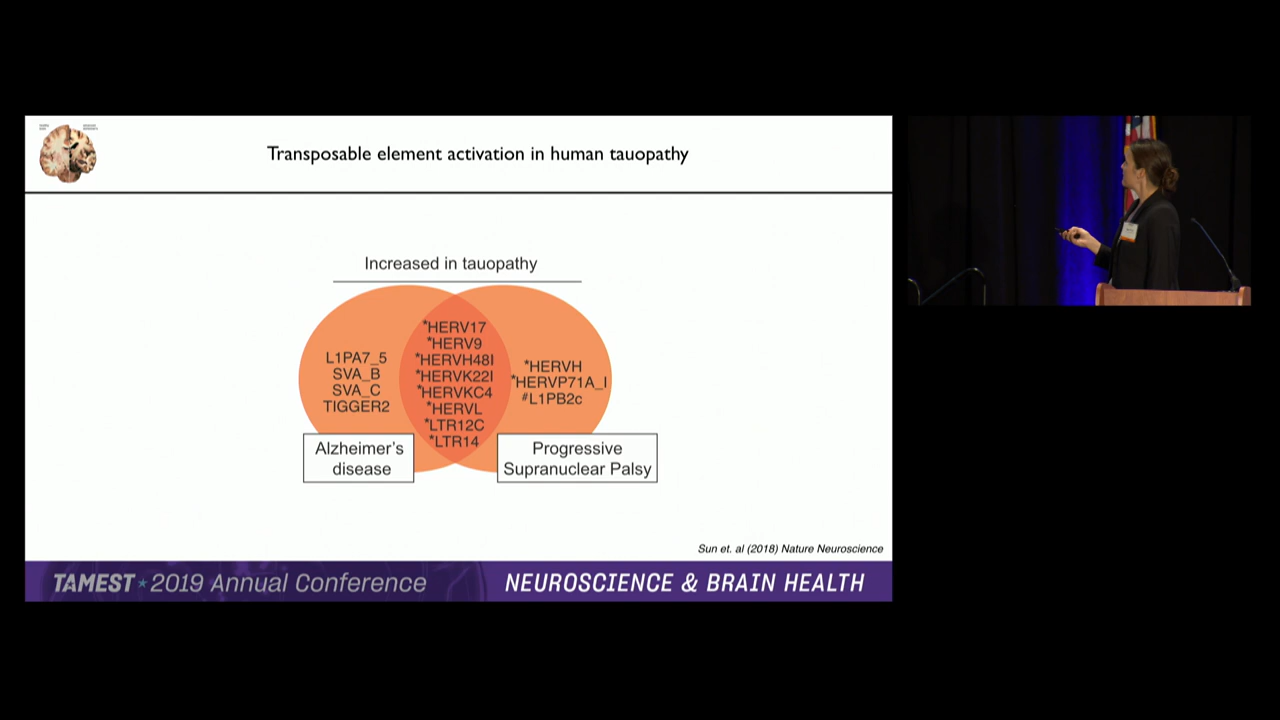 Transposable element activation in human tauopathy
Increased in tauopathy
L1PA7_5
SVA_B
SVA_C
TIGGER2
*HERV17
*HERV9
*HERVH48I
*HERVK22I
*HERVKC4
*HERVL
*LTR12C
*LTR14
*HERVH
*HERVP71A_I
#L1PB2c
Alzheimer's
disease
Progressive
Supranuclear Palsy
Sun et. al (2018) Nature Neuroscience
TAMEST★2019 Annual Conference
NEUROSCIENCE & BRAIN HEALTH